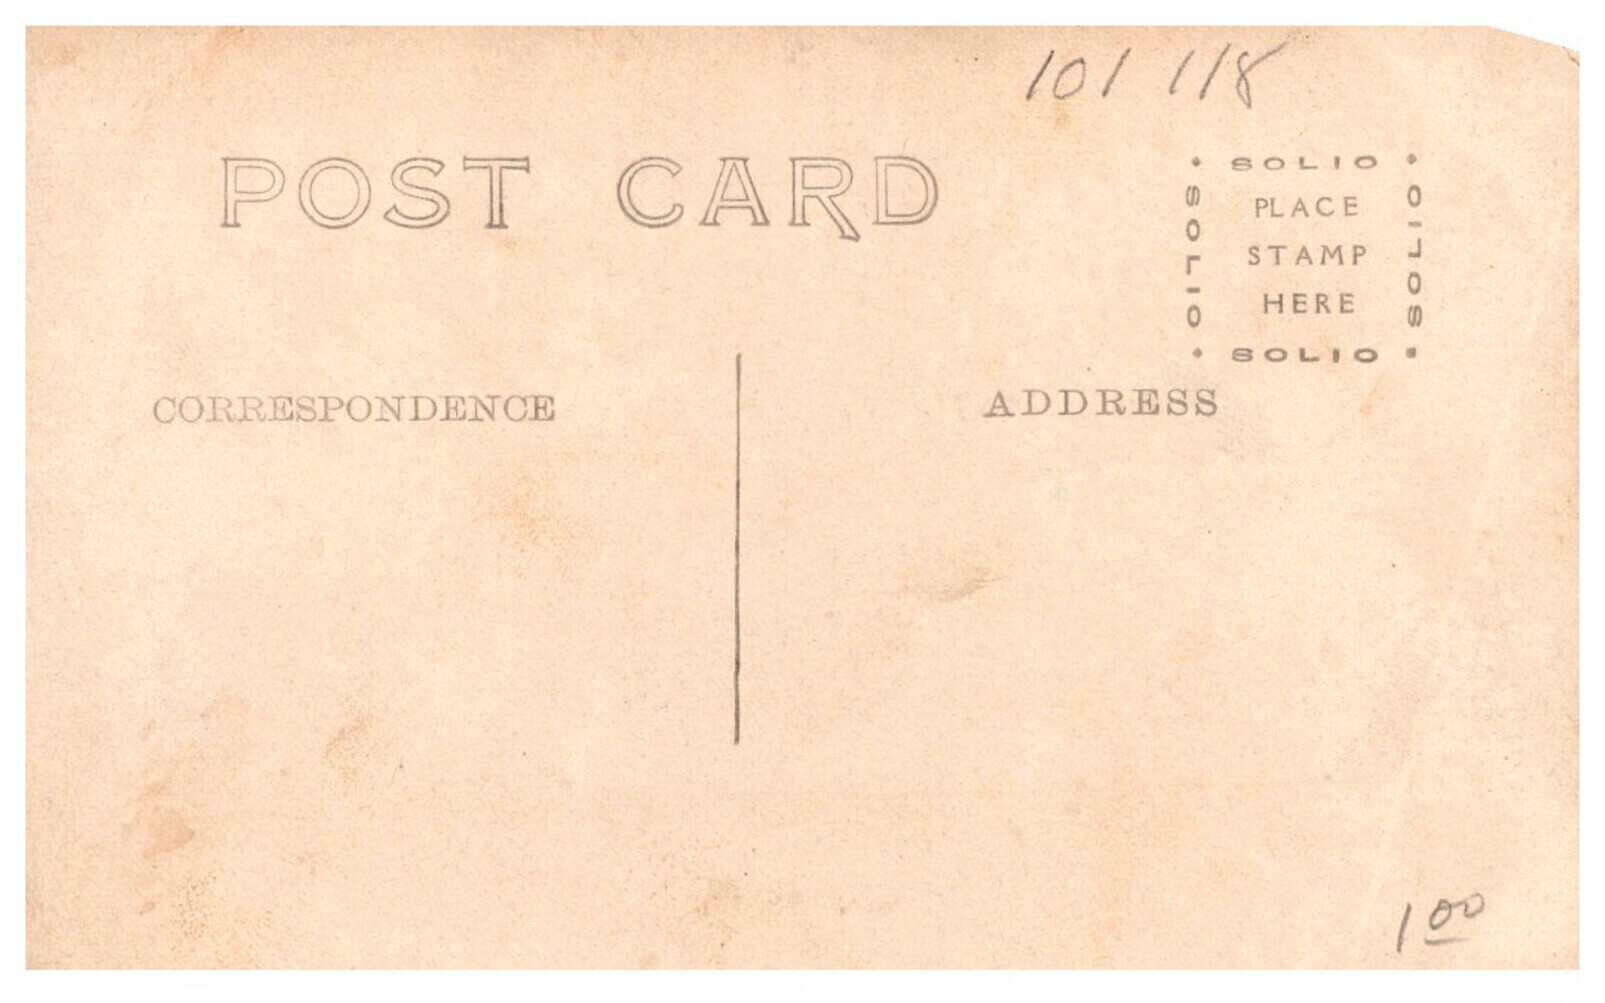 101 118
POST CARD
SOLIO
SOLIO
PLACE
STAMP
HERE
SOLIO
SOLIO
CORRESPONDENCE
ADDRESS
1 00